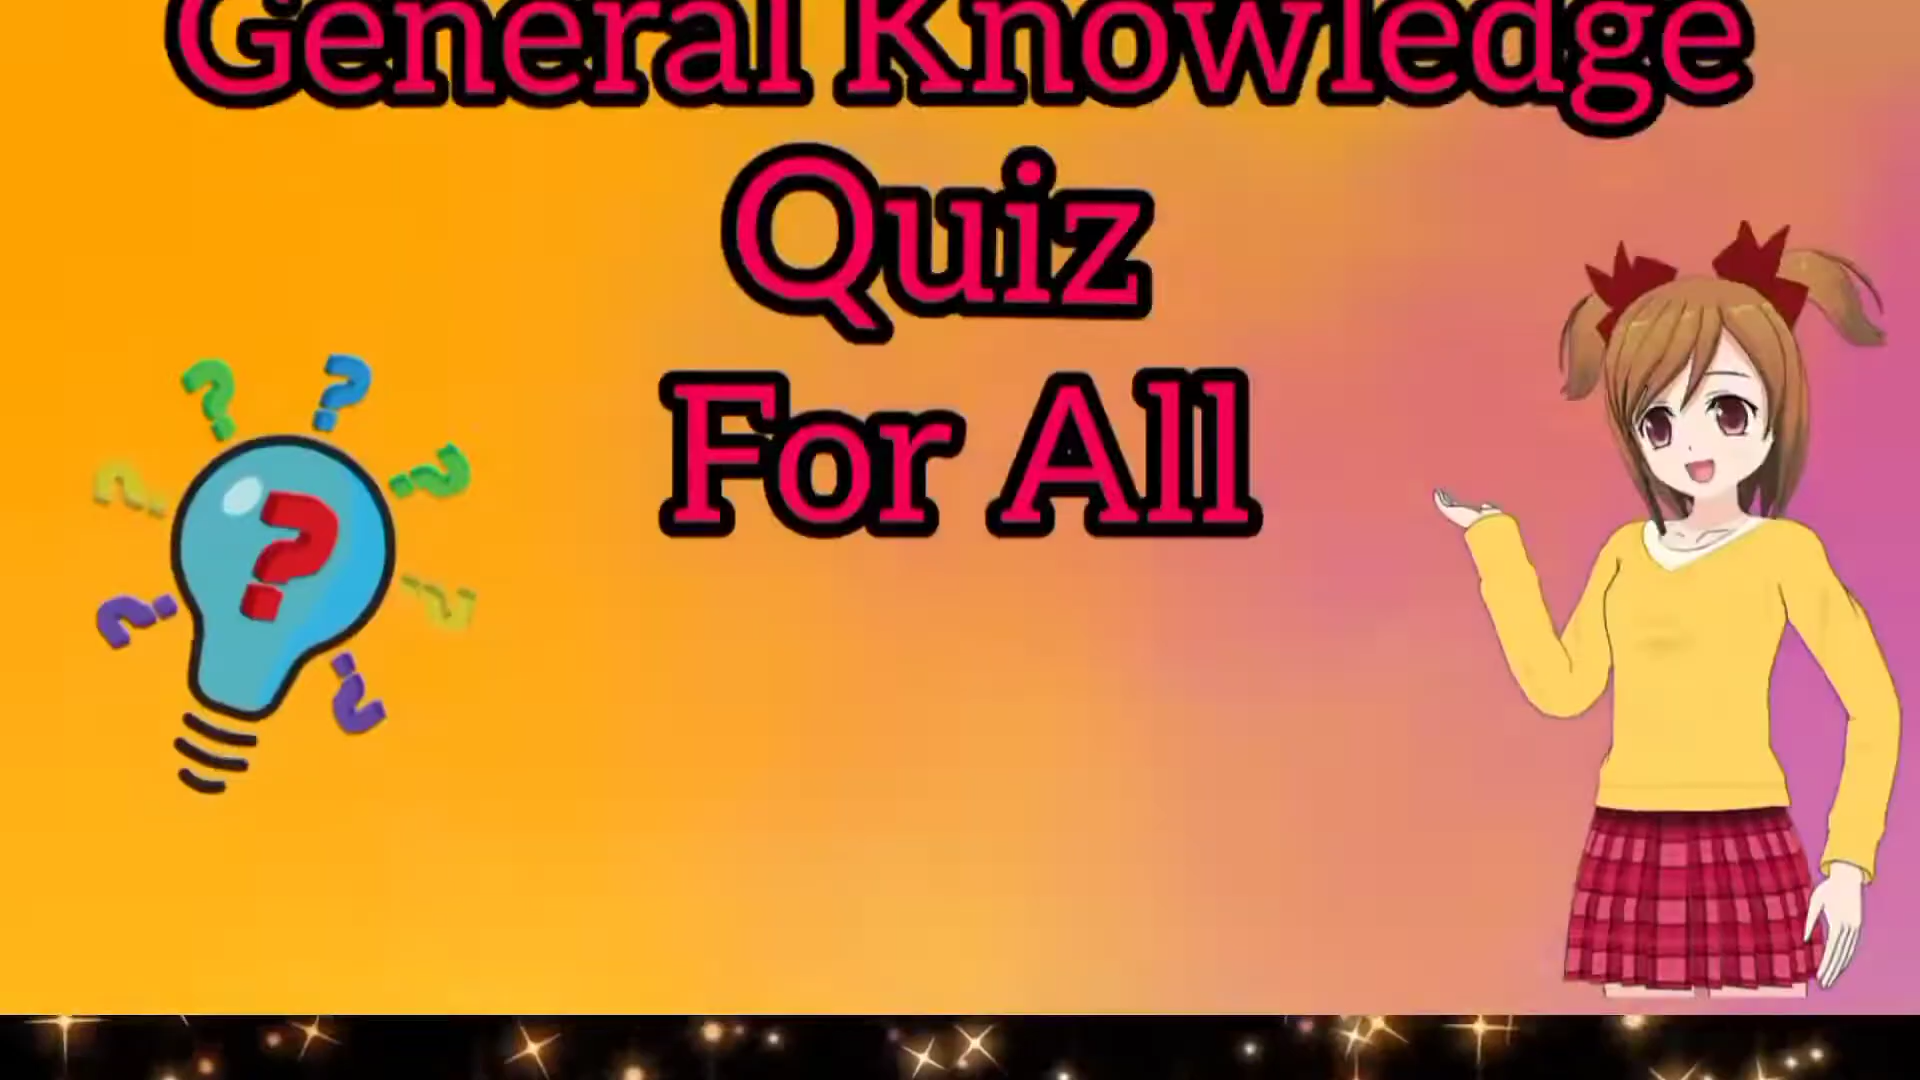 General Knowledge
Quiz
For All
?
? ? ? ? ? ? ? ?